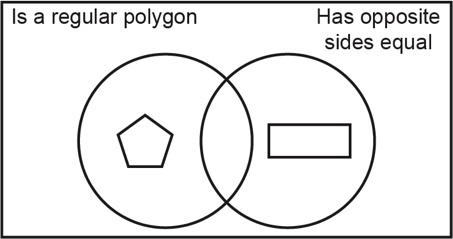 Is a regular polygon
Has opposite
sides equal